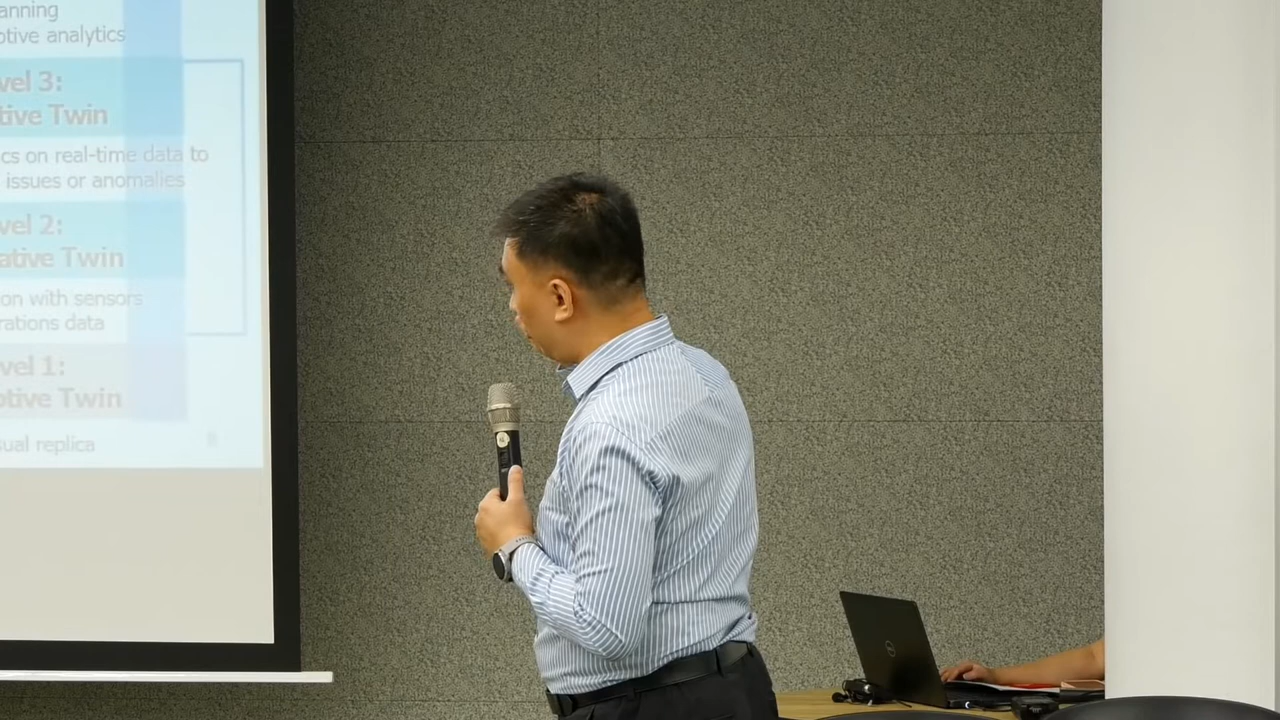 anning
ptive analytics
vel 3:
tive Twin
cs on real-time data to
issues or anomalies
vel 2:
ative Twin
on with sensors
rations data
vel 1:
ptive Twin
sual replica
DELL